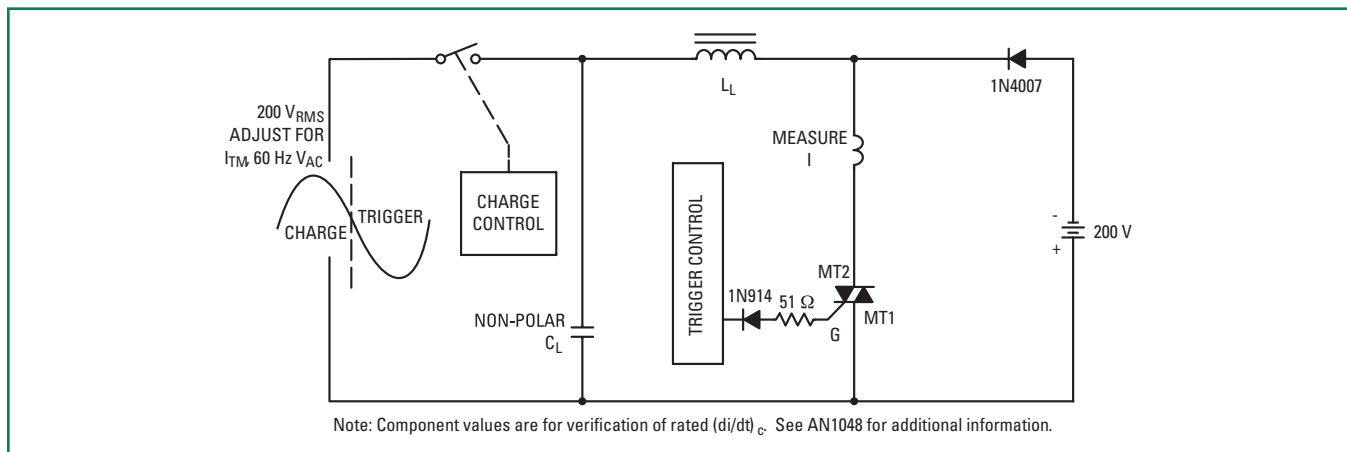 200 V_RMS
ADJUST FOR
I_TM, 60 Hz V_AC
CHARGE
TRIGGER
CHARGE
CONTROL
NON-POLAR
C_L
L_L
MEASURE
I
TRIGGER CONTROL
1N914
51 Ω
MT2
MT1
G
1N4007
-
+
200 V
Note: Component values are for verification of rated (di/dt)_c. See AN1048 for additional information.